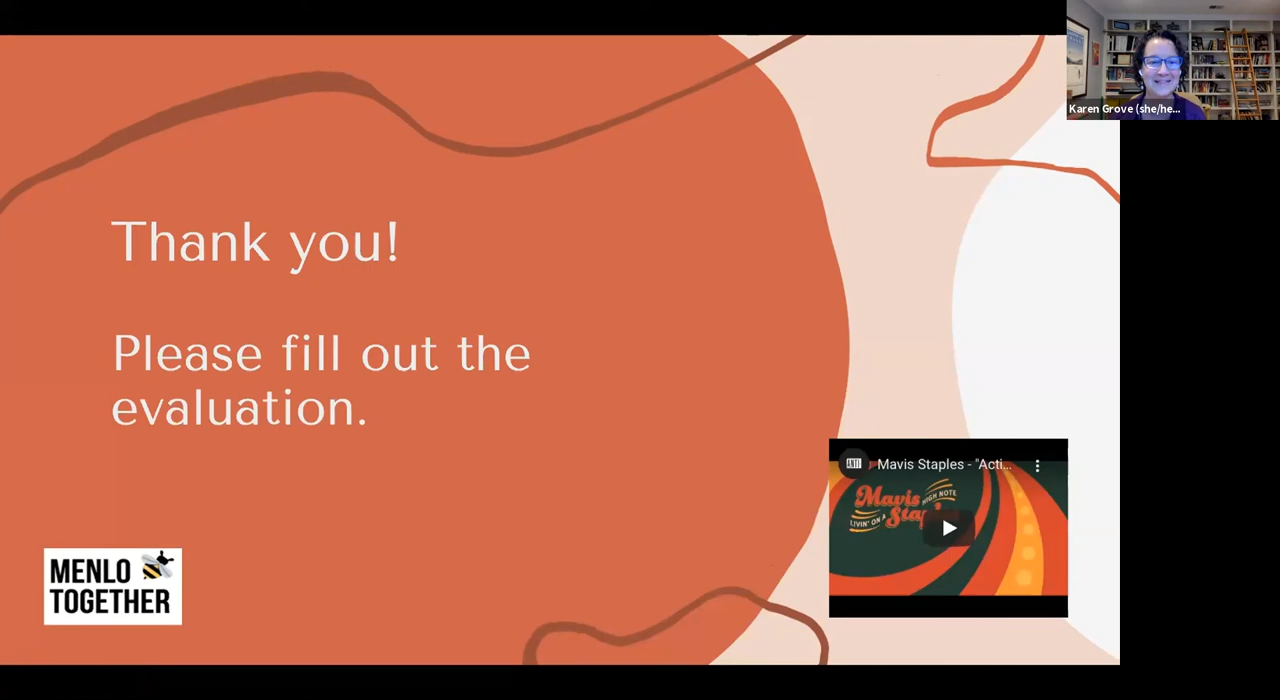 Karen Grove (she/he...
Thank you!
Please fill out the
evaluation.
ANTI
Mavis Staples - "Acti...
Mavis
HIGH NOTE
LIVIN' ON A
MENLO
TOGETHER